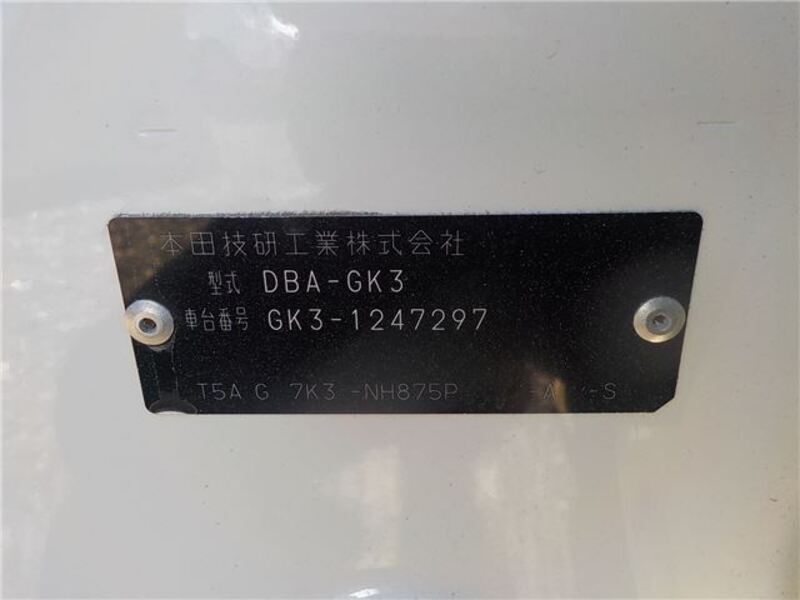 本田技研工業株式会社
型式 DBA-GK3
車台番号 GK3-1247297
T5A G 7K3 -NH875P -A -S